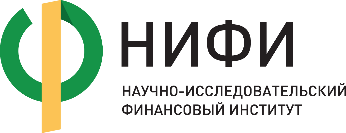 НИФИ
НАУЧНО-ИССЛЕДОВАТЕЛЬСКИЙ
ФИНАНСОВЫЙ ИНСТИТУТ